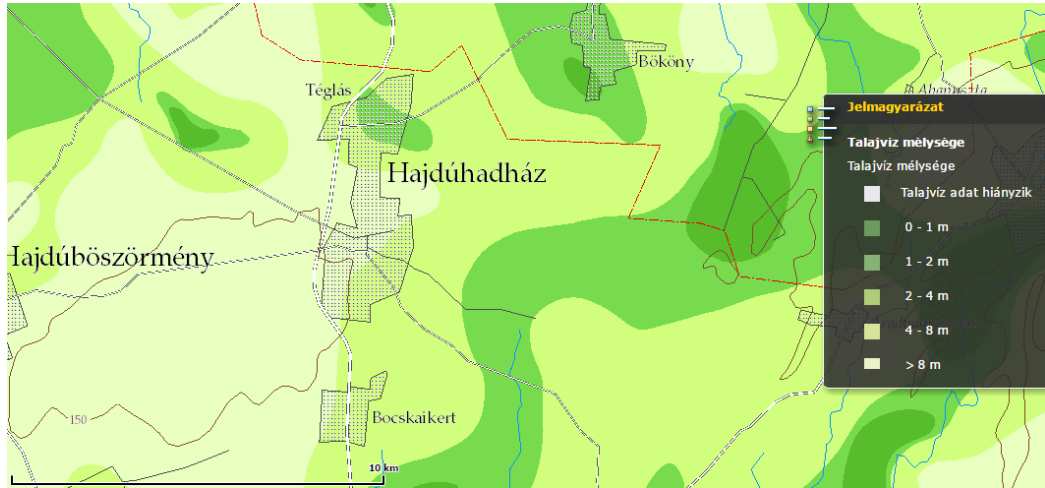 Bököny
Téglás
Hajdúhadház
Hajdúböszörmény
Bocskaikert
150
10 km
Jelmagyarázat
Talajvíz mélysége
Talajvíz mélysége
Talajvíz adat hiányzik
0 - 1 m
1 - 2 m
2 - 4 m
4 - 8 m
> 8 m